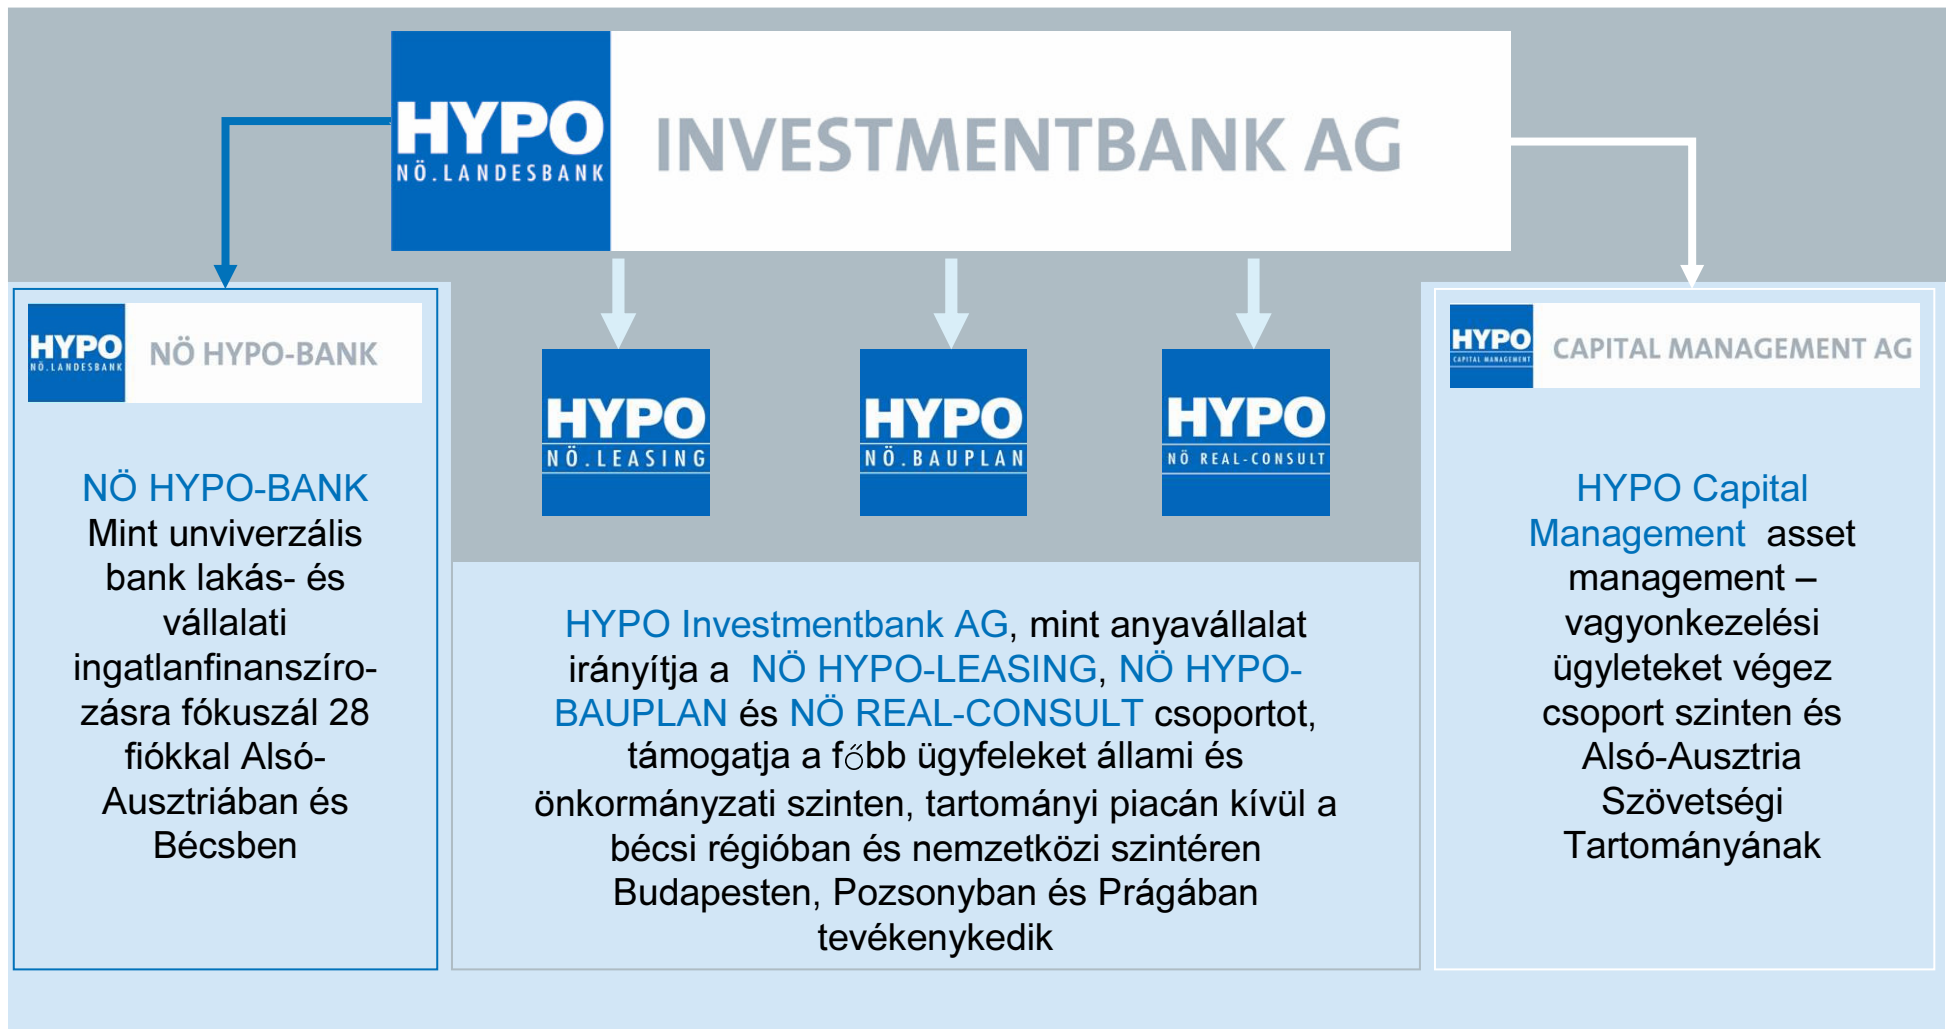 HYPO
NÖ.LANDESBANK
INVESTMENTBANK AG
HYPO
NÖ.LANDESBANK
NÖ HYPO-BANK
NÖ HYPO-BANK
Mint unviverzális
bank lakás- és
vállalati
ingatlanfinanszíro-
zásra fókuszál 28
fiókkal Alsó-
Ausztriában és
Bécsben
HYPO
NÖ.LEASING
HYPO
NÖ.BAUPLAN
HYPO
NÖ REAL-CONSULT
HYPO Investmentbank AG, mint anyavállalat
irányítja a NÖ HYPO-LEASING, NÖ HYPO-
BAUPLAN és NÖ REAL-CONSULT csoportot,
támogatja a főbb ügyfeleket állami és
önkormányzati szinten, tartományi piacán kívül a
bécsi régióban és nemzetközi szintéren
Budapesten, Pozsonyban és Prágában
tevékenykedik
HYPO
CAPITAL MANAGEMENT
CAPITAL MANAGEMENT AG
HYPO Capital
Management asset
management –
vagyonkezelési
ügyleteket végez
csoport szinten és
Alsó-Ausztria
Szövetségi
Tartományának